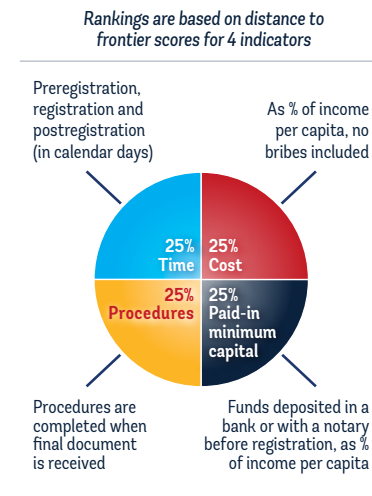 Rankings are based on distance to
frontier scores for 4 indicators
Preregistration,
registration and
postregistration
(in calendar days)
As % of income
per capita, no
bribes included
25%
Time
25%
Cost
25%
Procedures
25%
Paid-in
minimum
capital
Procedures are
completed when
final document
is received
Funds deposited in a
bank or with a notary
before registration, as %
of income per capita